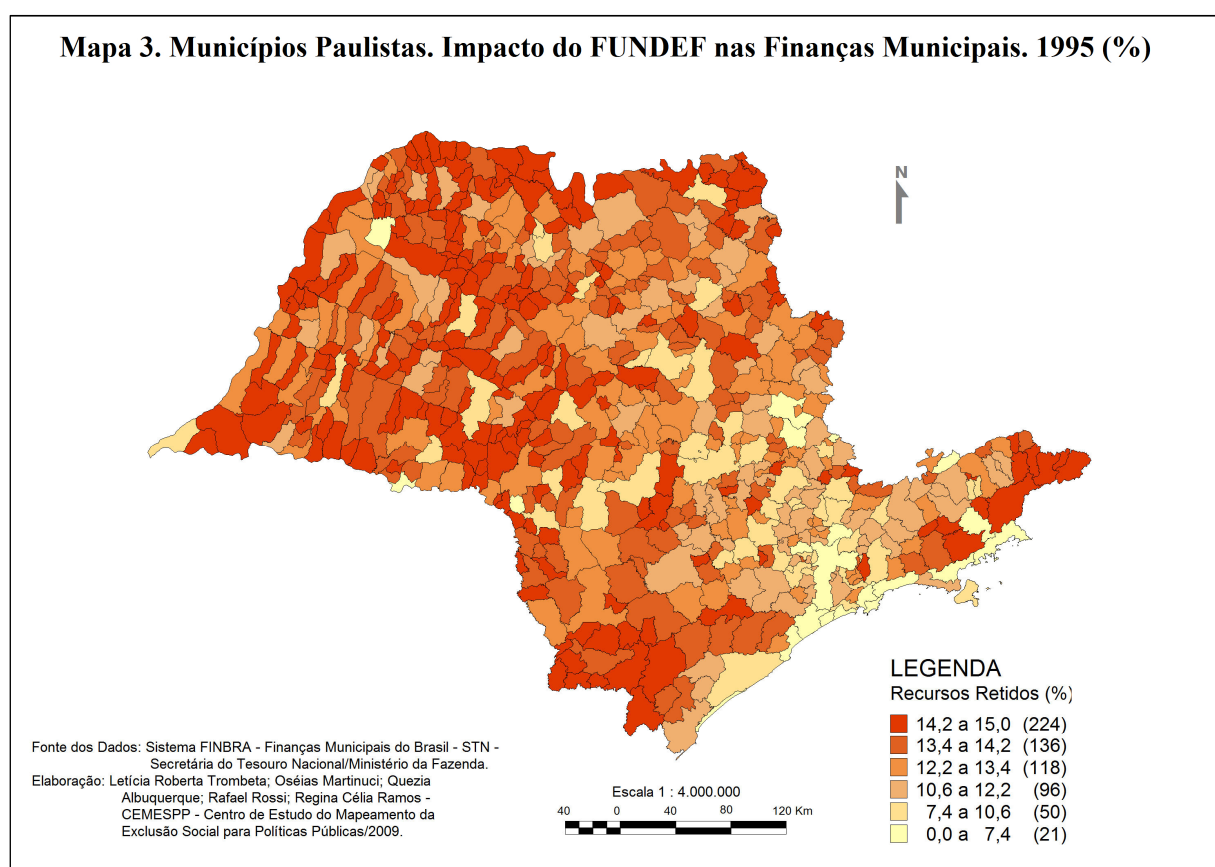 Mapa 3. Municípios Paulistas. Impacto do FUNDEF nas Finanças Municipais. 1995 (%)
N
LEGENDA
Recursos Retidos (%)
14,2 a 15,0 (224)
13,4 a 14,2 (136)
12,2 a 13,4 (118)
10,6 a 12,2 (96)
7,4 a 10,6 (50)
0,0 a 7,4 (21)
Fonte dos Dados: Sistema FINBRA - Finanças Municipais do Brasil - STN -
Secretária do Tesouro Nacional/Ministério da Fazenda.
Elaboração: Letícia Roberta Trombeta; Oséias Martinuci; Quezia
Albuquerque; Rafael Rossi; Regina Célia Ramos -
CEMESPP - Centro de Estudo do Mapeamento da
Exclusão Social para Políticas Públicas/2009.
Escala 1 : 4.000.000
40 0 40 80 120 Km